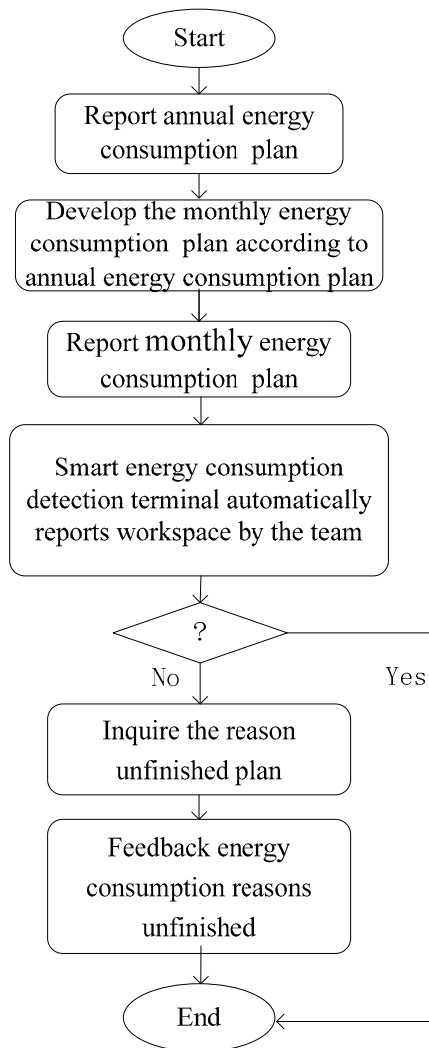 Start
Report annual energy
consumption plan
Develop the monthly energy
consumption plan according to
annual energy consumption plan
Report monthly energy
consumption plan
Smart energy consumption
detection terminal automatically
reports workspace by the team
?
No
Yes
Inquire the reason
unfinished plan
Feedback energy
consumption reasons
unfinished
End